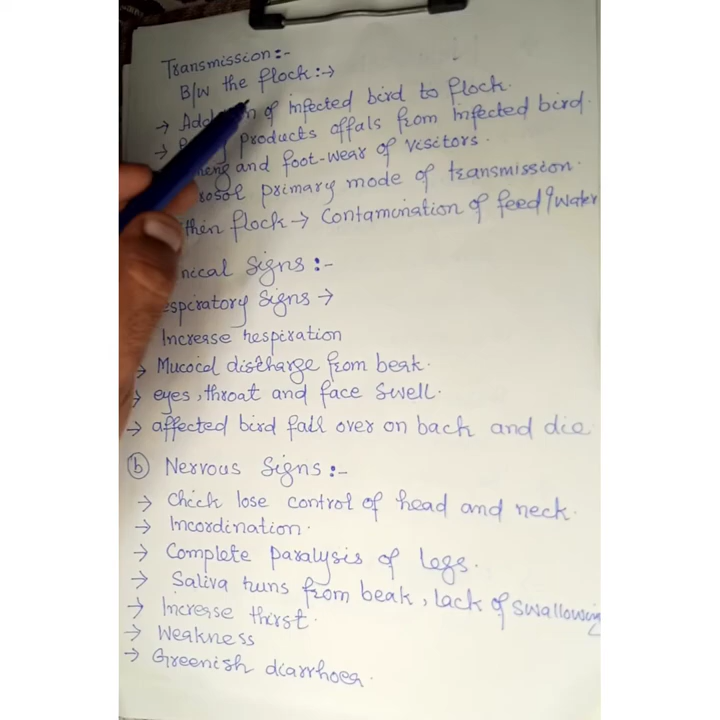 Transmission:-
B/w the flock:→
→ of infected bird to flock.
→ products offals from infected bird.
and foot-wear of visitors.
primary mode of transmission.
flock → Contamination of feed & water
Signs:-
Signs →
Increase respiration
→ Mucoid discharge from beak.
→ eyes, throat and face swell.
→ affected bird fall over on back and die
(b) Nervous Signs:-
→ Chick lose control of head and neck.
→ Incordination.
→ Complete paralysis of legs.
→ Saliva runs from beak, lack of swallowing
→ Increase thirst.
→ Weakness
→ Greenish diarrhoea.